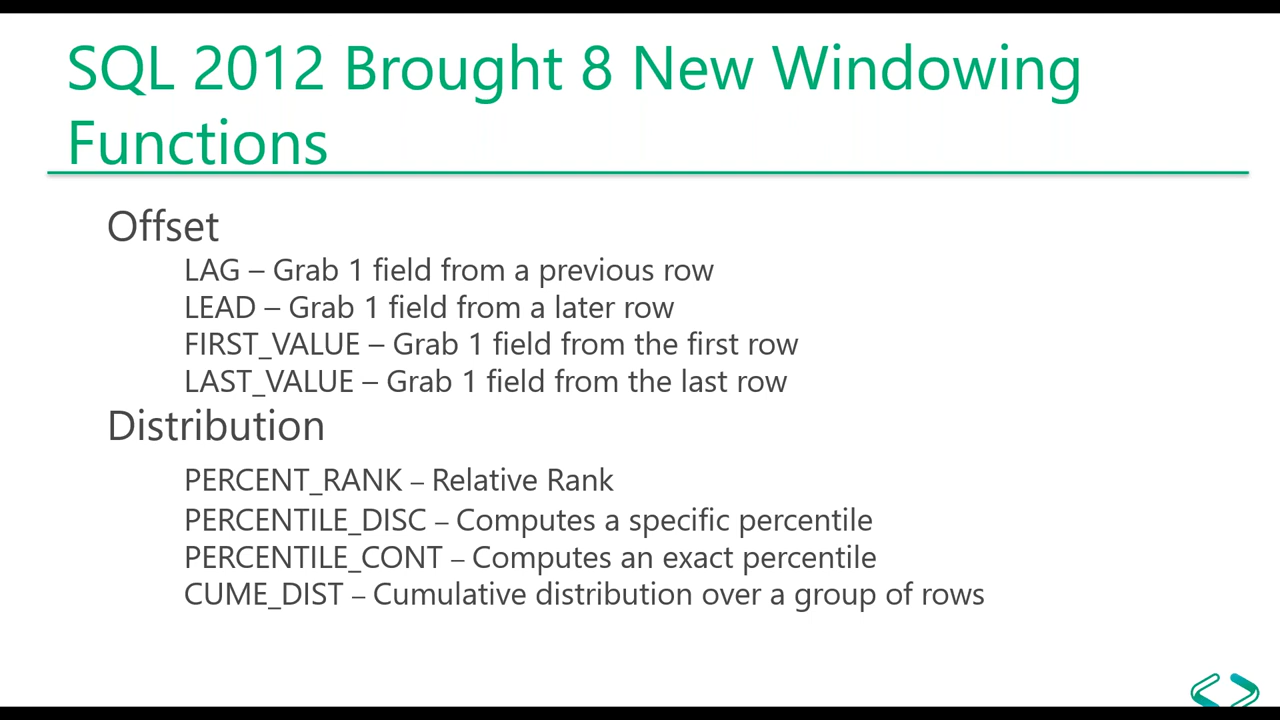 SQL 2012 Brought 8 New Windowing
Functions
Offset
LAG – Grab 1 field from a previous row
LEAD – Grab 1 field from a later row
FIRST_VALUE – Grab 1 field from the first row
LAST_VALUE – Grab 1 field from the last row
Distribution
PERCENT_RANK – Relative Rank
PERCENTILE_DISC – Computes a specific percentile
PERCENTILE_CONT – Computes an exact percentile
CUME_DIST – Cumulative distribution over a group of rows